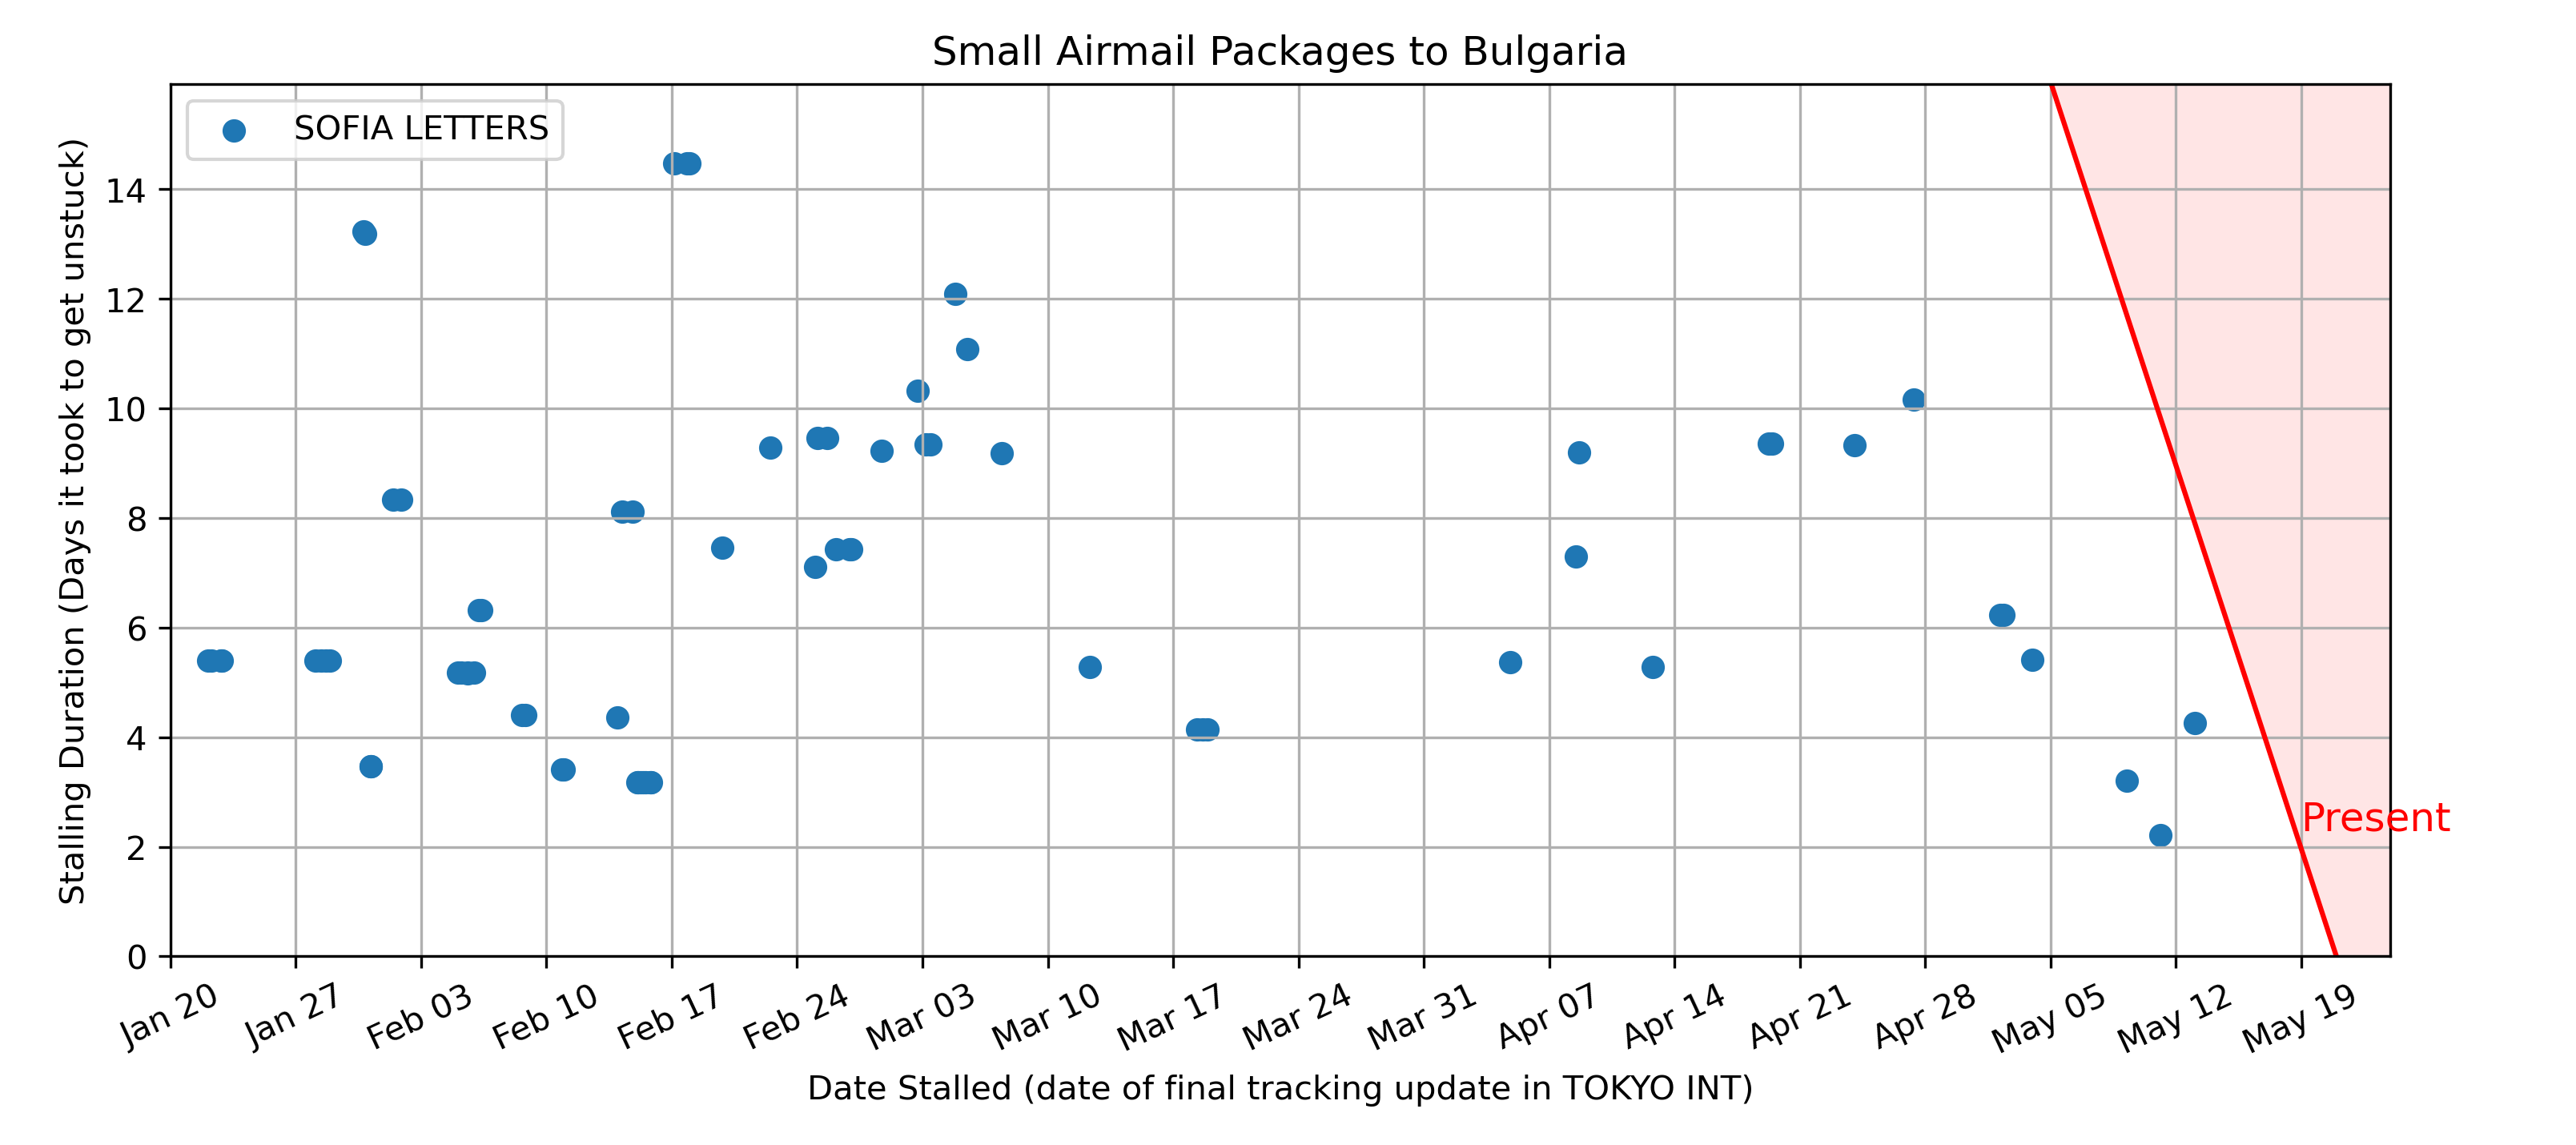 Small Airmail Packages to Bulgaria
SOFIA LETTERS
Stalling Duration (Days it took to get unstuck)
14
12
10
8
6
4
2
0
Present
Jan 20
Jan 27
Feb 03
Feb 10
Feb 17
Feb 24
Mar 03
Mar 10
Mar 17
Mar 24
Mar 31
Apr 07
Apr 14
Apr 21
Apr 28
May 05
May 12
May 19
Date Stalled (date of final tracking update in TOKYO INT)